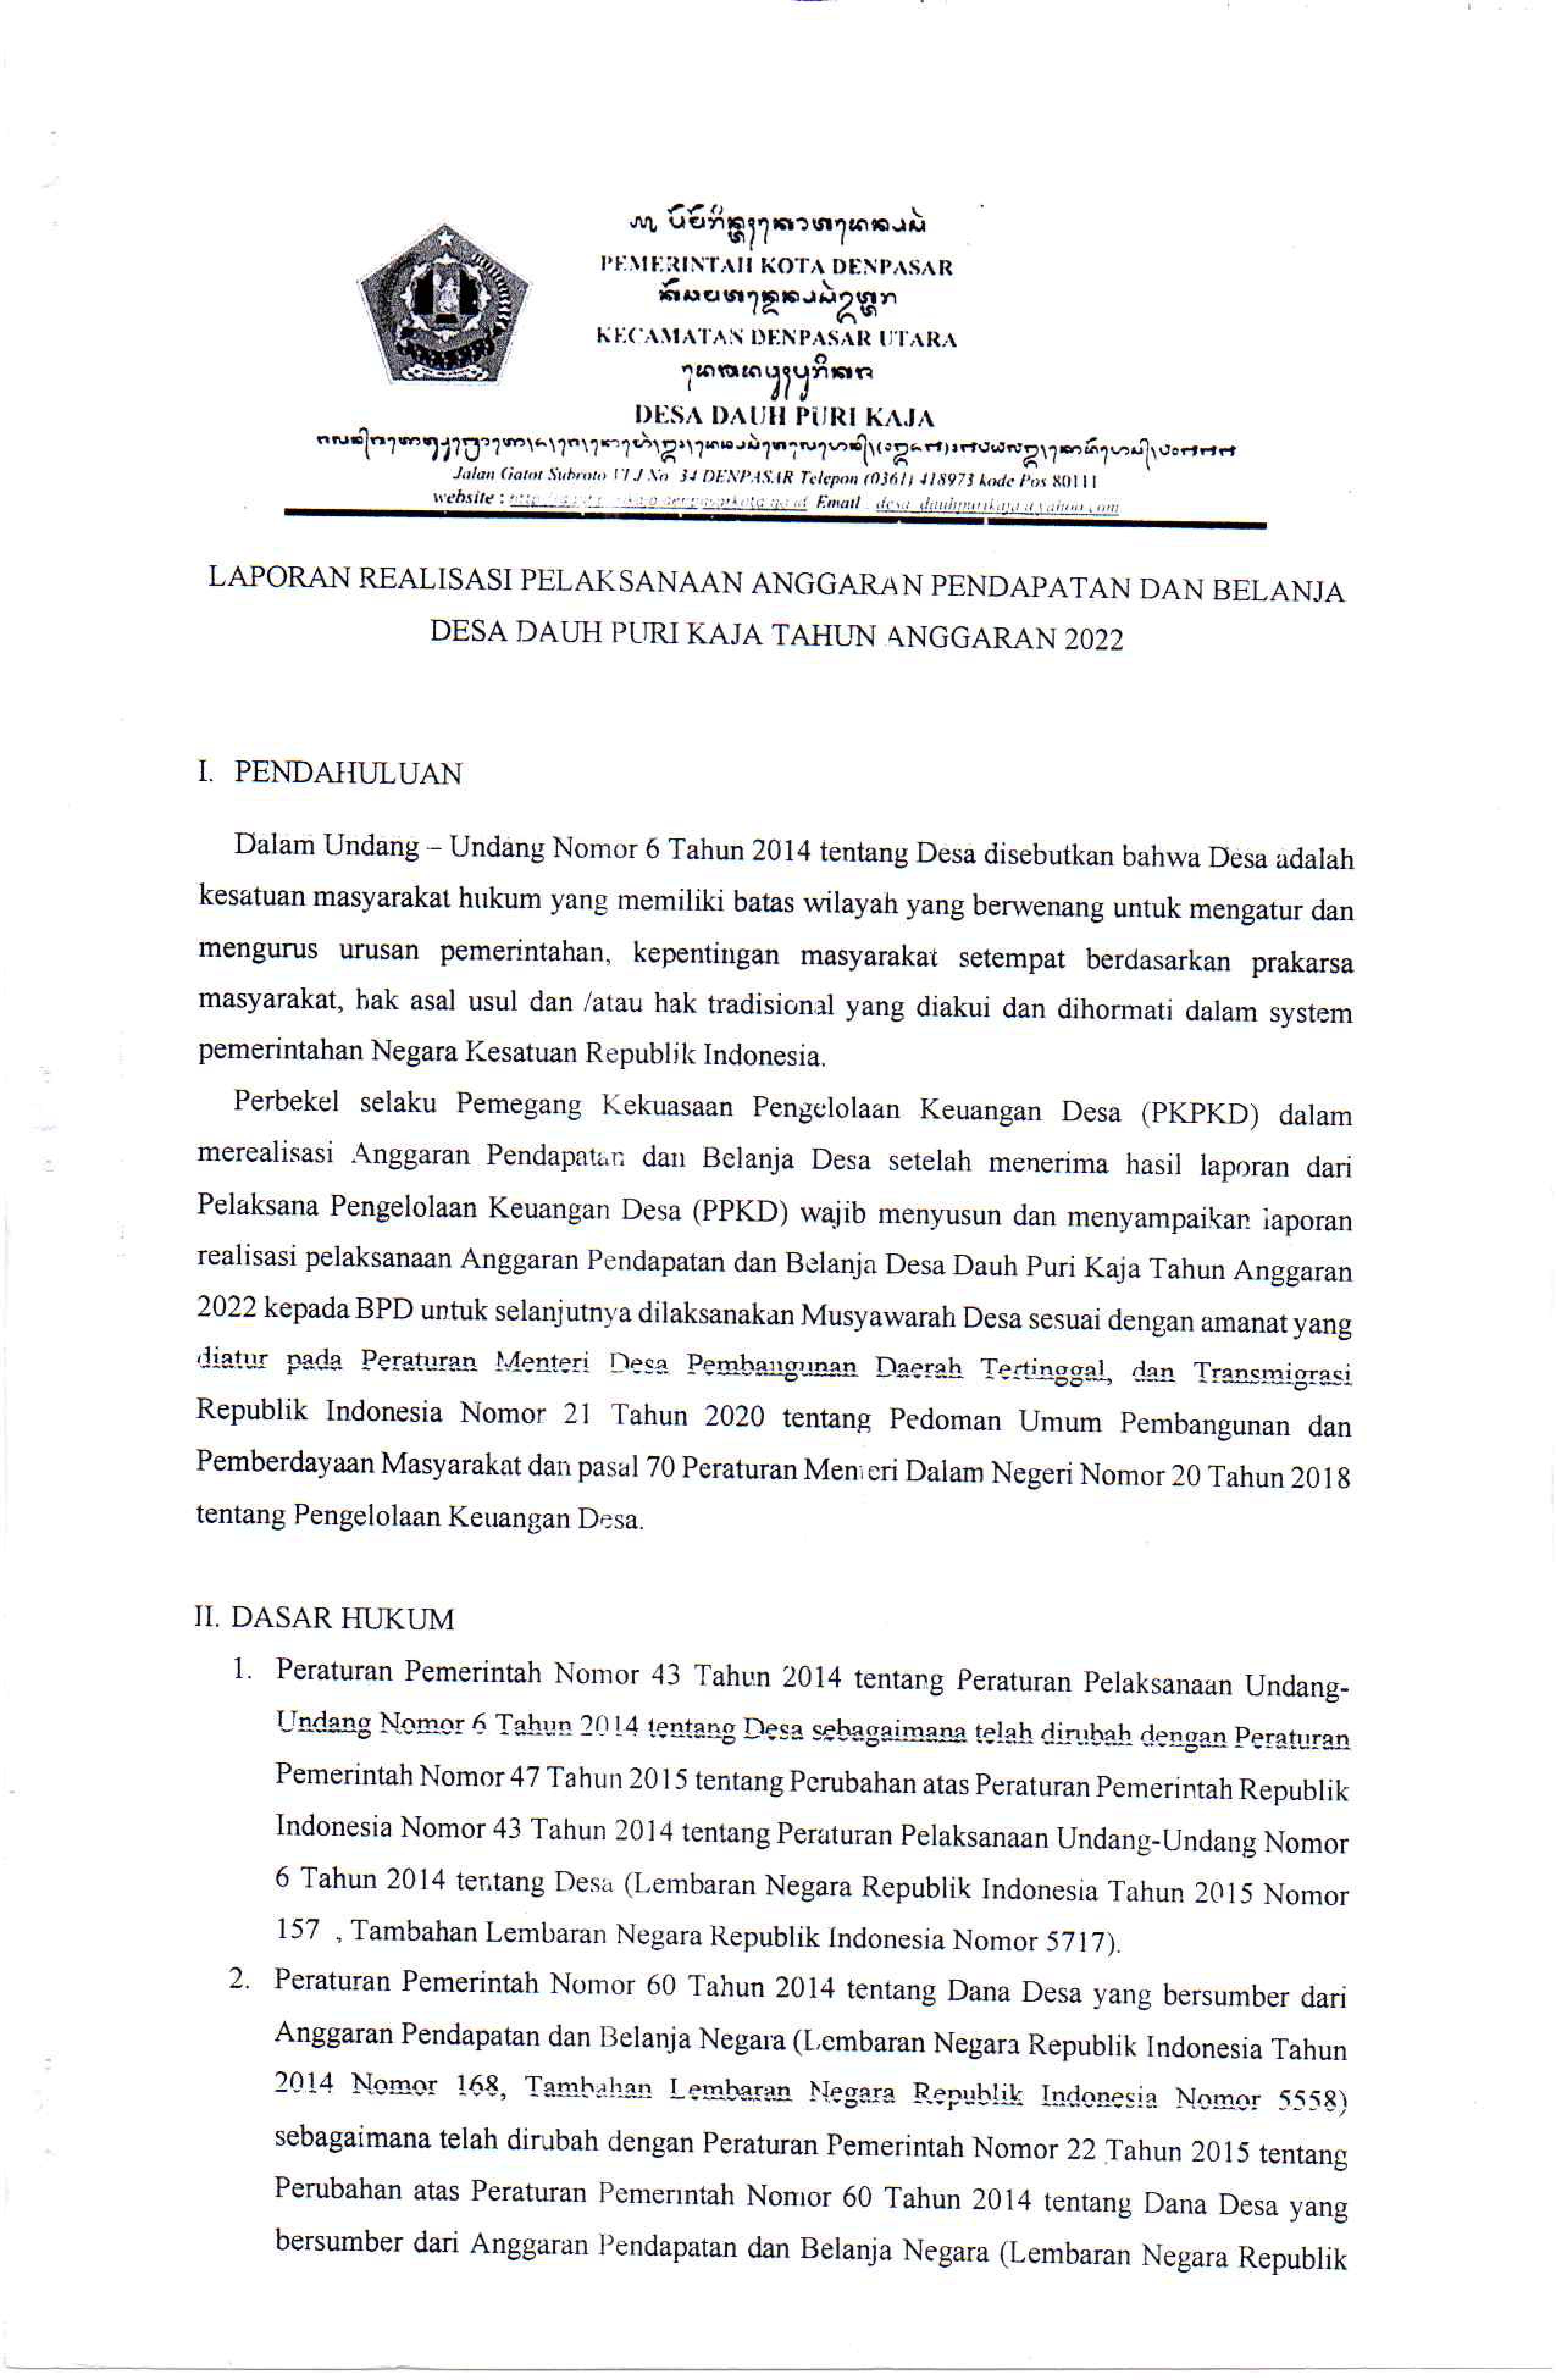 PEMERINTAH KOTA DENPASAR
KECAMATAN DENPASAR UTARA
DESA DAUH PURI KAJA
Jalan Gatot Subroto VI J No 34 DENPASAR Telepon (0361) 418973 kode Pos 80111
website : Email desa_dauhpurikaja@yahoo.com
LAPORAN REALISASI PELAKSANAAN ANGGARAN PENDAPATAN DAN BELANJA
DESA DAUH PURI KAJA TAHUN ANGGARAN 2022
I. PENDAHULUAN
Dalam Undang – Undang Nomor 6 Tahun 2014 tentang Desa disebutkan bahwa Desa adalah
kesatuan masyarakat hukum yang memiliki batas wilayah yang berwenang untuk mengatur dan
mengurus urusan pemerintahan, kepentingan masyarakat setempat berdasarkan prakarsa
masyarakat, hak asal usul dan /atau hak tradisional yang diakui dan dihormati dalam system
pemerintahan Negara Kesatuan Republik Indonesia.
Perbekel selaku Pemegang Kekuasaan Pengelolaan Keuangan Desa (PKPKD) dalam
merealisasi Anggaran Pendapatan dan Belanja Desa setelah menerima hasil laporan dari
Pelaksana Pengelolaan Keuangan Desa (PPKD) wajib menyusun dan menyampaikan laporan
realisasi pelaksanaan Anggaran Pendapatan dan Belanja Desa Dauh Puri Kaja Tahun Anggaran
2022 kepada BPD untuk selanjutnya dilaksanakan Musyawarah Desa sesuai dengan amanat yang
diatur pada Peraturan Menteri Desa Pembangunan Daerah Tertinggal, dan Transmigrasi
Republik Indonesia Nomor 21 Tahun 2020 tentang Pedoman Umum Pembangunan dan
Pemberdayaan Masyarakat dan pasal 70 Peraturan Menteri Dalam Negeri Nomor 20 Tahun 2018
tentang Pengelolaan Keuangan Desa.
II. DASAR HUKUM
1. Peraturan Pemerintah Nomor 43 Tahun 2014 tentang Peraturan Pelaksanaan Undang-
Undang Nomor 6 Tahun 2014 tentang Desa sebagaimana telah dirubah dengan Peraturan
Pemerintah Nomor 47 Tahun 2015 tentang Perubahan atas Peraturan Pemerintah Republik
Indonesia Nomor 43 Tahun 2014 tentang Peraturan Pelaksanaan Undang-Undang Nomor
6 Tahun 2014 tentang Desa (Lembaran Negara Republik Indonesia Tahun 2015 Nomor
157 , Tambahan Lembaran Negara Republik Indonesia Nomor 5717).
2. Peraturan Pemerintah Nomor 60 Tahun 2014 tentang Dana Desa yang bersumber dari
Anggaran Pendapatan dan Belanja Negara (Lembaran Negara Republik Indonesia Tahun
2014 Nomor 168, Tambahan Lembaran Negara Republik Indonesia Nomor 5558)
sebagaimana telah dirubah dengan Peraturan Pemerintah Nomor 22 Tahun 2015 tentang
Perubahan atas Peraturan Pemerintah Nomor 60 Tahun 2014 tentang Dana Desa yang
bersumber dari Anggaran Pendapatan dan Belanja Negara (Lembaran Negara Republik